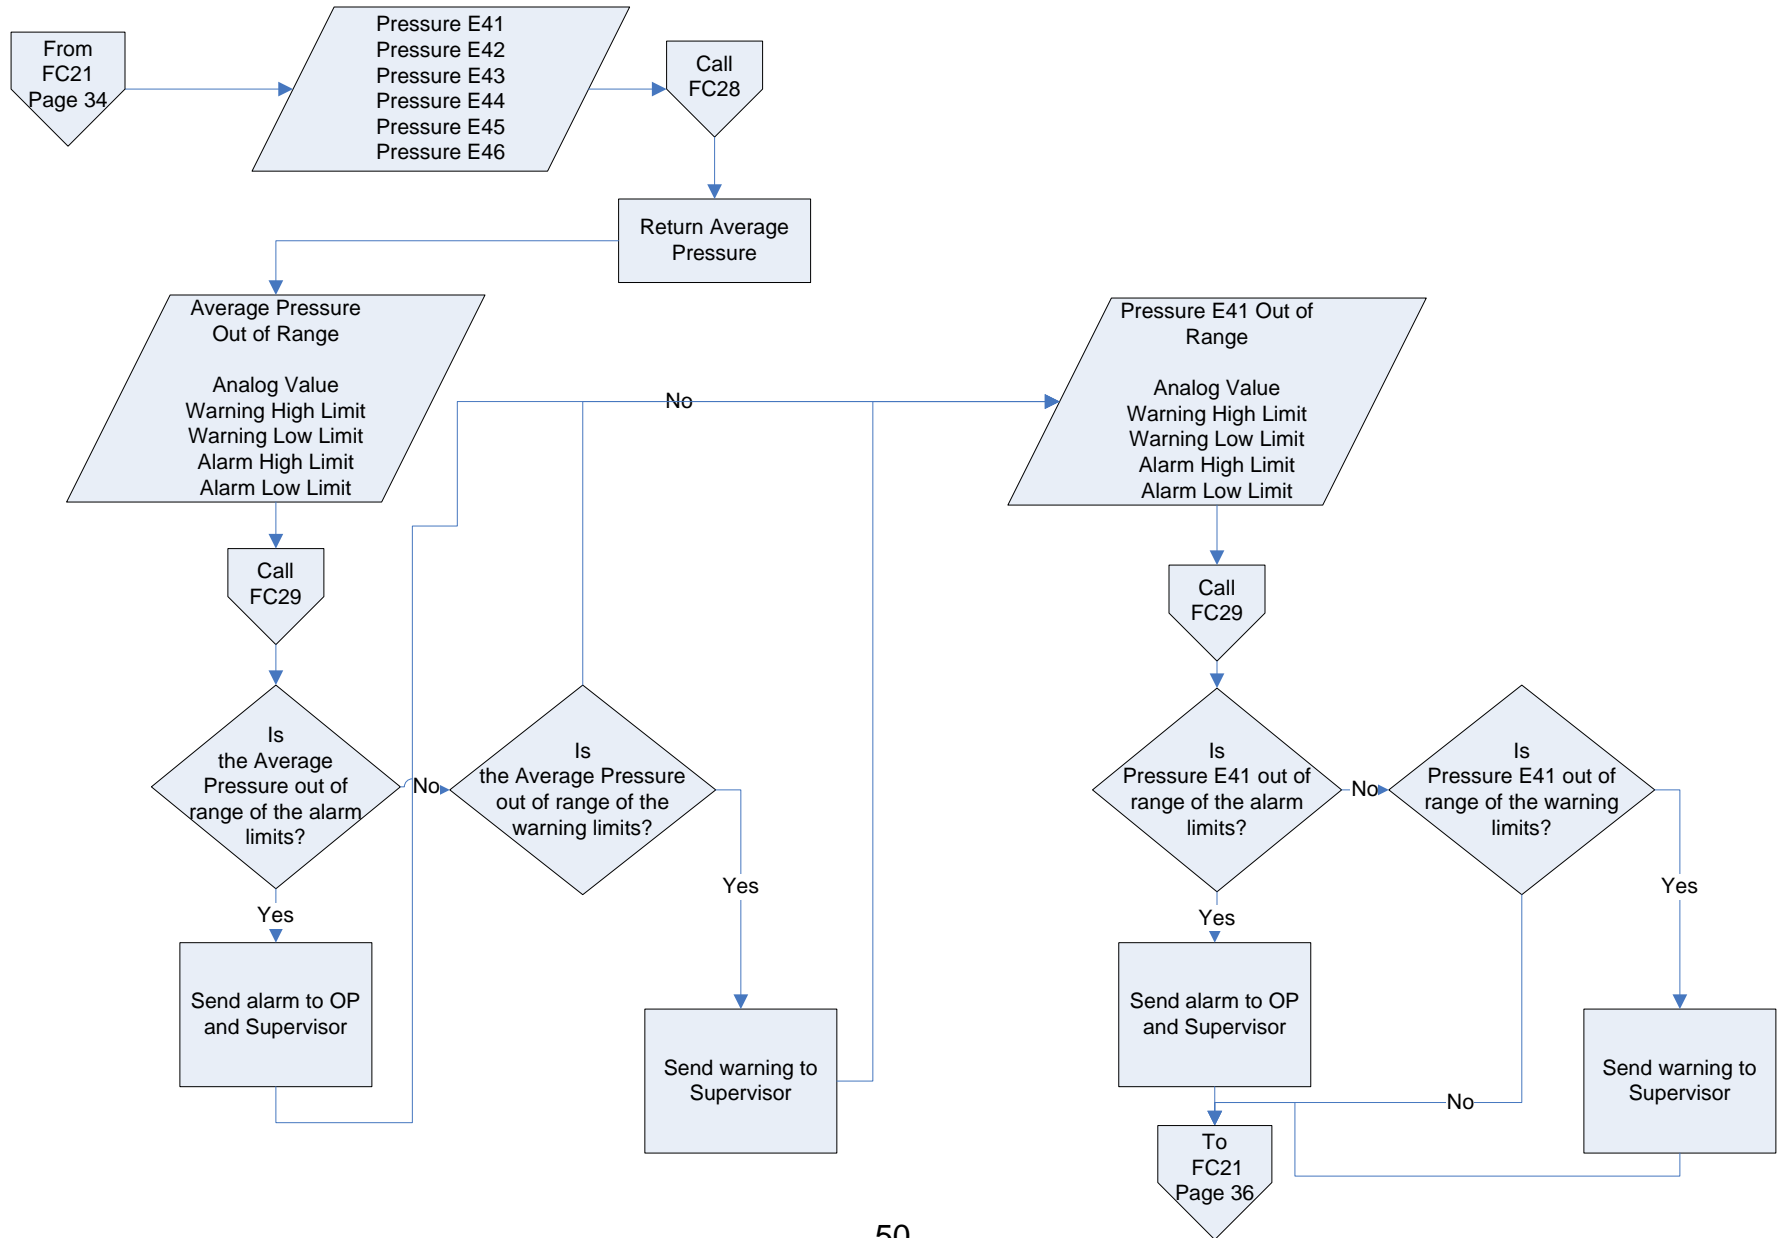 From
FC21
Page 34
Pressure E41
Pressure E42
Pressure E43
Pressure E44
Pressure E45
Pressure E46
Call
FC28
Return Average
Pressure
Average Pressure
Out of Range
Analog Value
Warning High Limit
Warning Low Limit
Alarm High Limit
Alarm Low Limit
Call
FC29
Is
the Average
Pressure out of
range of the alarm
limits?
No
Is
the Average Pressure
out of range of the
warning limits?
No
Yes
Yes
Send alarm to OP
and Supervisor
Send warning to
Supervisor
Pressure E41 Out of
Range
Analog Value
Warning High Limit
Warning Low Limit
Alarm High Limit
Alarm Low Limit
Call
FC29
Is
Pressure E41 out of
range of the alarm
limits?
No
Is
Pressure E41 out of
range of the warning
limits?
Yes
Yes
Send alarm to OP
and Supervisor
Send warning to
Supervisor
No
To
FC21
Page 36
50